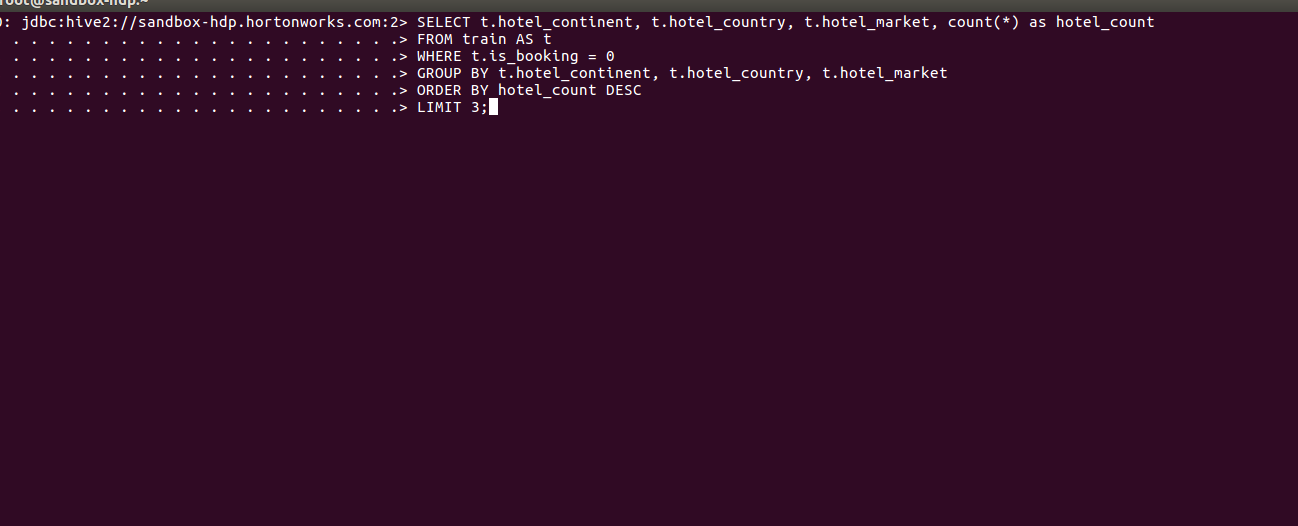 root@sandbox-hdp:~
0: jdbc:hive2://sandbox-hdp.hortonworks.com:2> SELECT t.hotel_continent, t.hotel_country, t.hotel_market, count(*) as hotel_count
. . . . . . . . . . . . . . . . . . . . . .> FROM train AS t
. . . . . . . . . . . . . . . . . . . . . .> WHERE t.is_booking = 0
. . . . . . . . . . . . . . . . . . . . . .> GROUP BY t.hotel_continent, t.hotel_country, t.hotel_market
. . . . . . . . . . . . . . . . . . . . . .> ORDER BY hotel_count DESC
. . . . . . . . . . . . . . . . . . . . . .> LIMIT 3;